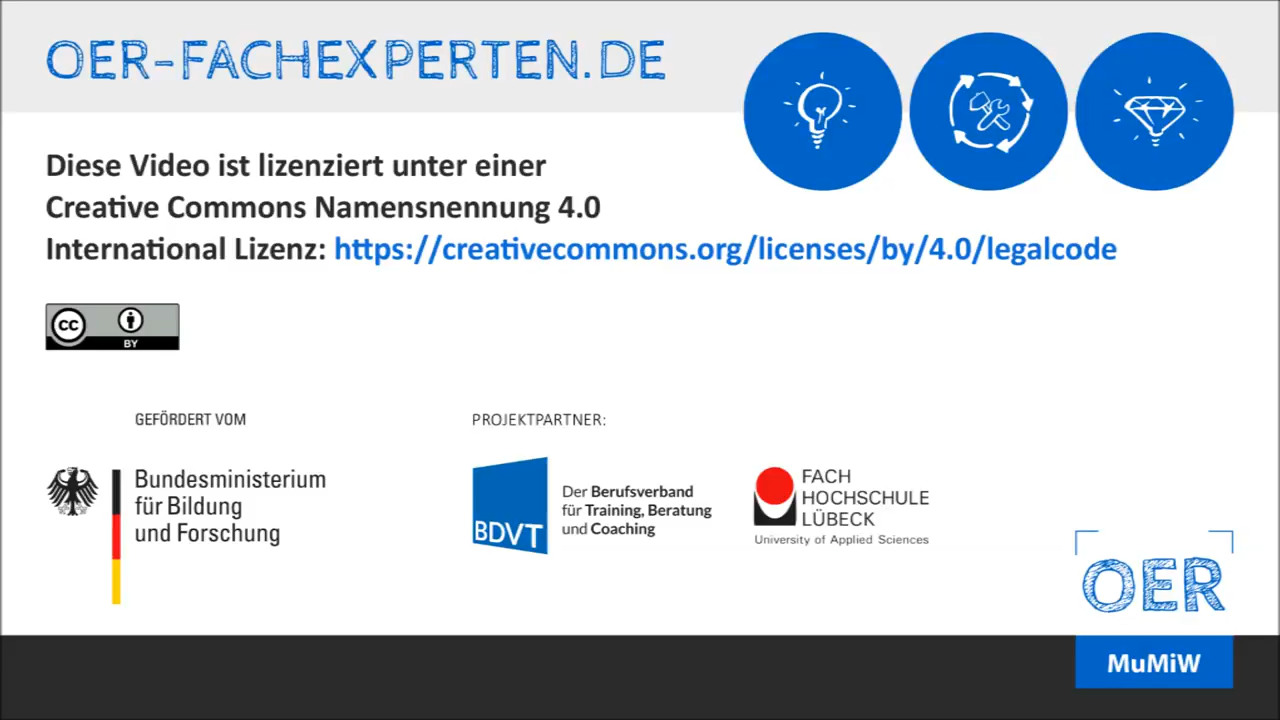 OER-FACHEXPERTEN.DE
Diese Video ist lizenziert unter einer
Creative Commons Namensnennung 4.0
International Lizenz: https://creativecommons.org/licenses/by/4.0/legalcode
CC
BY
GEFÖRDERT VOM
Bundesministerium
für Bildung
und Forschung
PROJEKTPARTNER:
BDVT
Der Berufsverband
für Training, Beratung
und Coaching
FACH
HOCHSCHULE
LÜBECK
University of Applied Sciences
OER
MuMiW